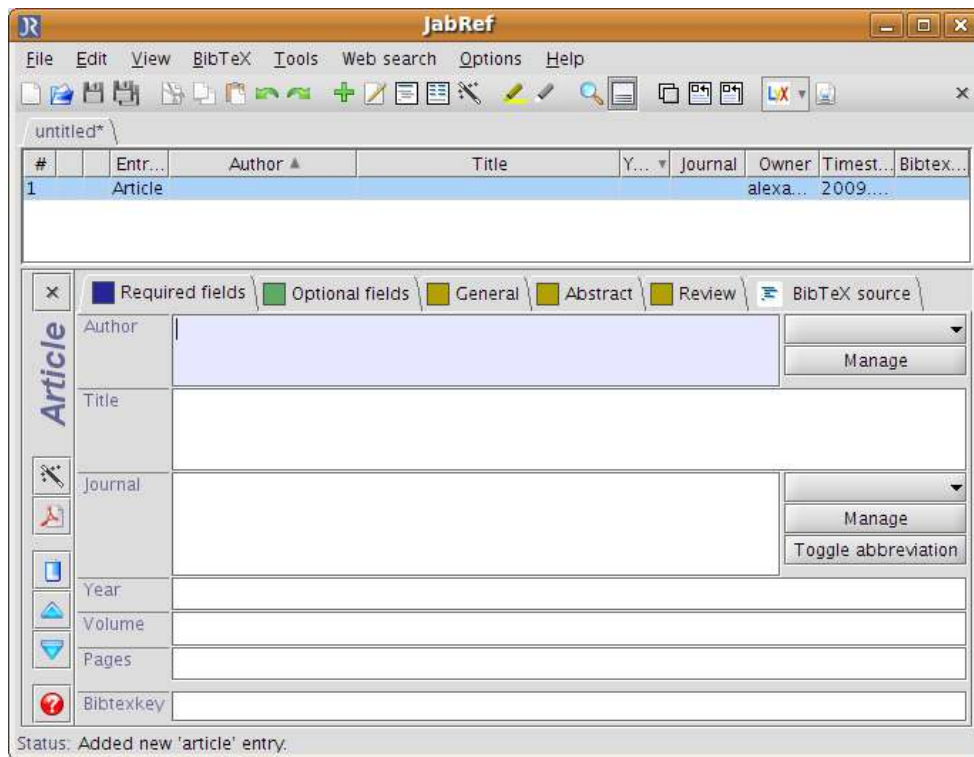 JabRef
File Edit View BibTeX Tools Web search Options Help
LyX
untitled*
# Entr... Author Title Y... Journal Owner Timest... Bibtex...
1 Article alexa... 2009....
Required fields Optional fields General Abstract Review BibTeX source
Article
Author
Manage
Title
Journal
Manage
Toggle abbreviation
Year
Volume
Pages
Bibtexkey
Status: Added new 'article' entry.